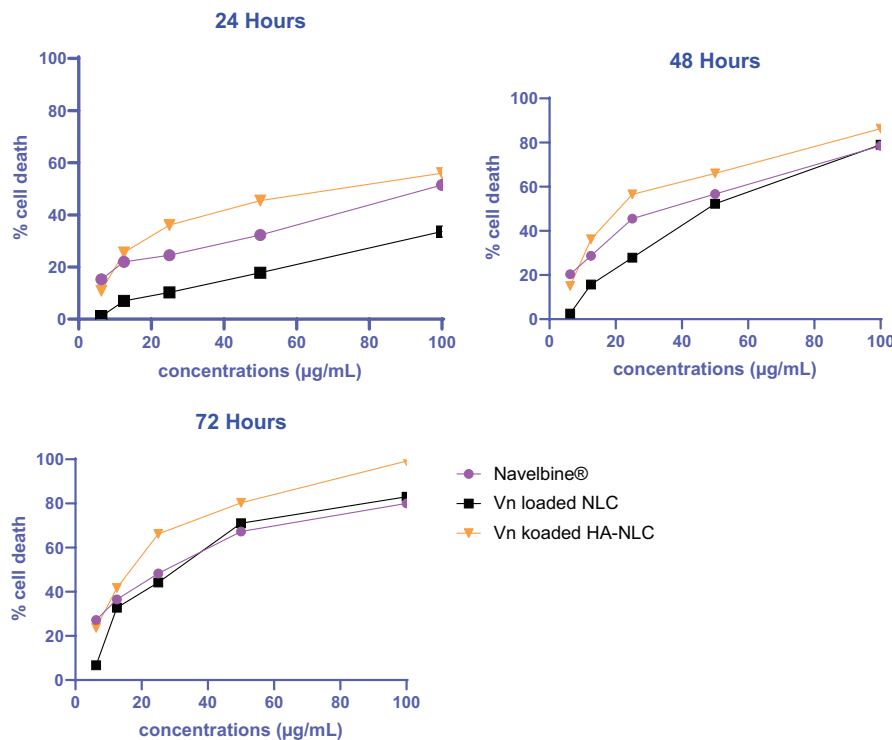 24 Hours
100
80
60
40
20
0
% cell death
0 20 40 60 80 100
concentrations (µg/mL)
48 Hours
100
80
60
40
20
0
% cell death
0 20 40 60 80 100
concentrations (µg/mL)
72 Hours
100
80
60
40
20
0
% cell death
0 20 40 60 80 100
concentrations (µg/mL)
Navelbine®
Vn loaded NLC
Vn koaded HA-NLC